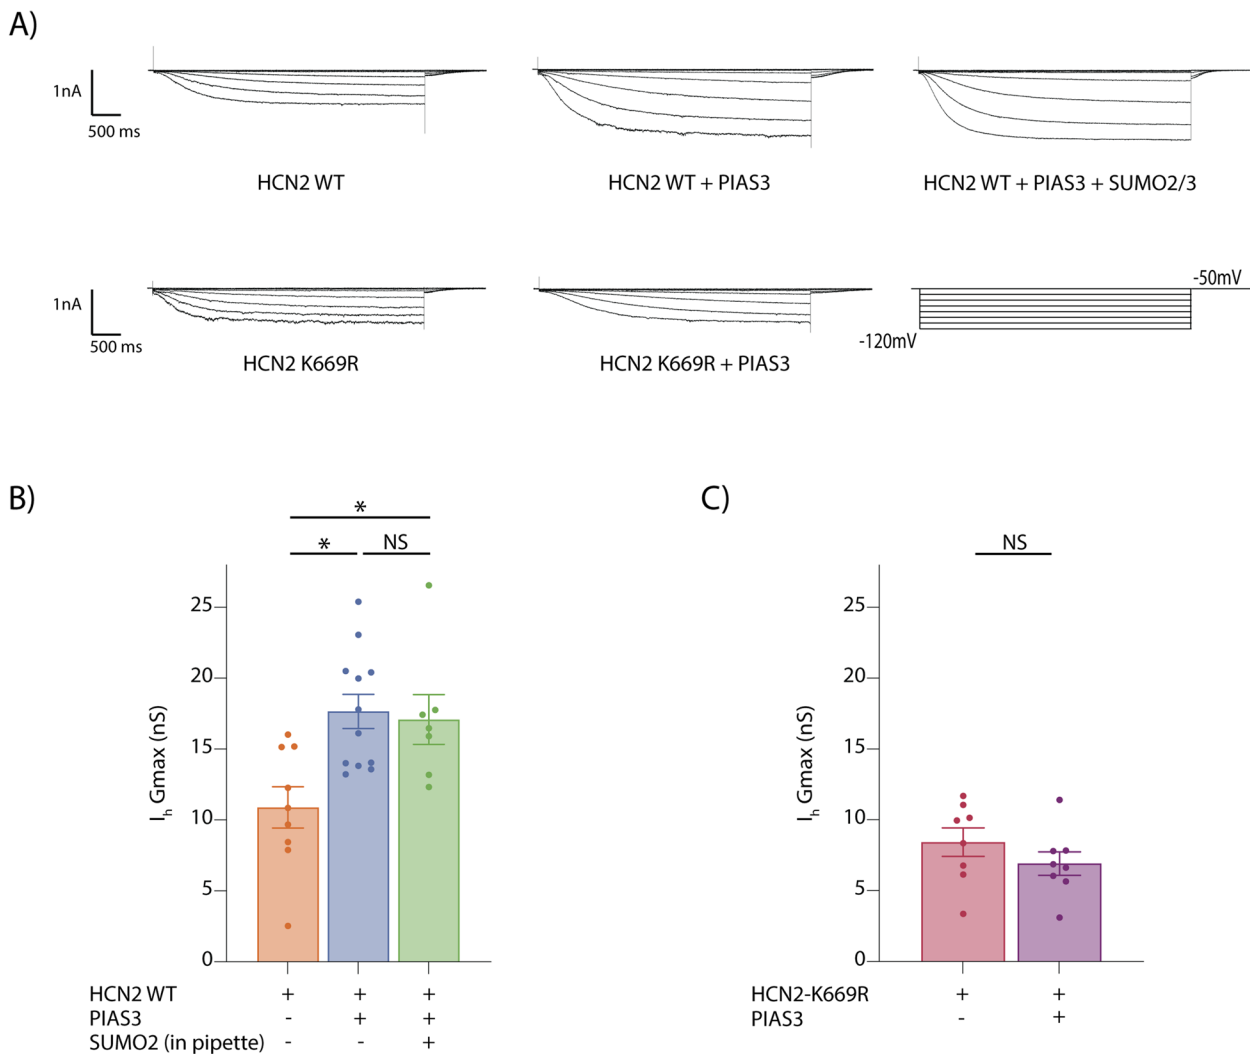 A)
1nA
500 ms
HCN2 WT
HCN2 WT + PIAS3
HCN2 WT + PIAS3 + SUMO2/3
1nA
500 ms
HCN2 K669R
HCN2 K669R + PIAS3
-50mV
-120mV
B)
*
* NS
25
20
15
10
5
0
Ih Gmax (nS)
HCN2 WT + + +
PIAS3 - + +
SUMO2 (in pipette) - - +
C)
NS
25
20
15
10
5
0
Ih Gmax (nS)
HCN2-K669R + +
PIAS3 - +